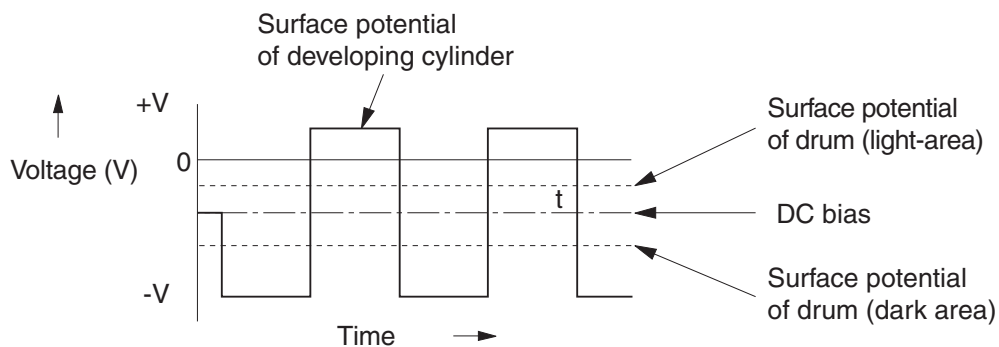 Surface potential
of developing cylinder
+V
Surface potential
of drum (light-area)
0
Voltage (V)
t
DC bias
-V
Surface potential
of drum (dark area)
Time